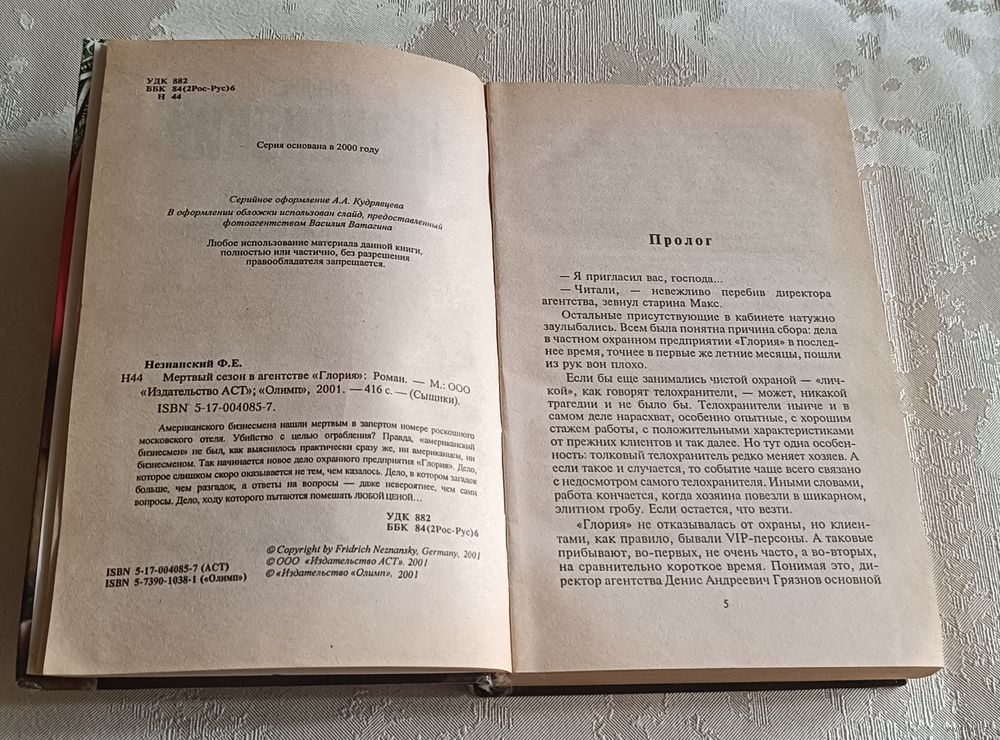 УДК 882
ББК 84(2Рос-Рус)6
Н 44
Серия основана в 2000 году
Серийное оформление А.А. Кудрявцева
В оформлении обложки использован слайд, предоставленный
фотоагентством Василия Ватагина
Любое использование материала данной книги,
полностью или частично, без разрешения
правообладателя запрещается.
Незнанский Ф.Е.
Н44 Мертвый сезон в агентстве «Глория»: Роман. — М.: ООО
«Издательство АСТ»; «Олимп», 2001. — 416 с. — (Сыщики).
ISBN 5-17-004085-7.
Американского бизнесмена нашли мертвым в запертом номере роскошного
московского отеля. Убийство с целью ограбления? Правда, «американский
бизнесмен» не был, как выяснилось практически сразу же, ни американцем, ни
бизнесменом. Так начинается новое дело охранного предприятия «Глория». Дело,
которое слишком скоро оказывается не тем, чем казалось. Дело, в котором загадок
больше, чем разгадок, а ответы на вопросы — даже невероятнее, чем сами
вопросы. Дело, ходу которого пытаются помешать ЛЮБОЙ ЦЕНОЙ...
УДК 882
ББК 84(2Рос-Рус)6
© Copyright by Fridrich Neznansky, Germany, 2001
© ООО «Издательство АСТ». 2001
© «Издательство «Олимп», 2001
ISBN 5-17-004085-7 (АСТ)
ISBN 5-7390-1038-1 («Олимп»)
Пролог
— Я пригласил вас, господа...
— Читали, — невежливо перебив директора
агентства, зевнул старина Макс.
Остальные присутствующие в кабинете натужно
заулыбались. Всем была понятна причина сбора: дела
в частном охранном предприятии «Глория» в послед-
нее время, точнее в первые же летние месяцы, пошли
из рук вон плохо.
Если бы еще занимались чистой охраной — «лич-
кой», как говорят телохранители, — может, никакой
трагедии и не было бы. Телохранители нынче и в
самом деле нарасхват, особенно опытные, с хорошим
стажем работы, с положительными характеристиками
от прежних клиентов и так далее. Но тут одна особен-
ность: толковый телохранитель редко меняет хозяев. А
если такое и случается, то событие чаще всего связано
с недосмотром самого телохранителя. Иными словами,
работа кончается, когда хозяина повезли в шикарном,
элитном гробу. Если остается, что везти.
«Глория» не отказывалась от охраны, но клиен-
тами, как правило, бывали VIP-персоны. А таковые
прибывают, во-первых, не очень часто, а во-вторых,
на сравнительно короткое время. Понимая это, ди-
ректор агентства Денис Андреевич Грязнов основной
5